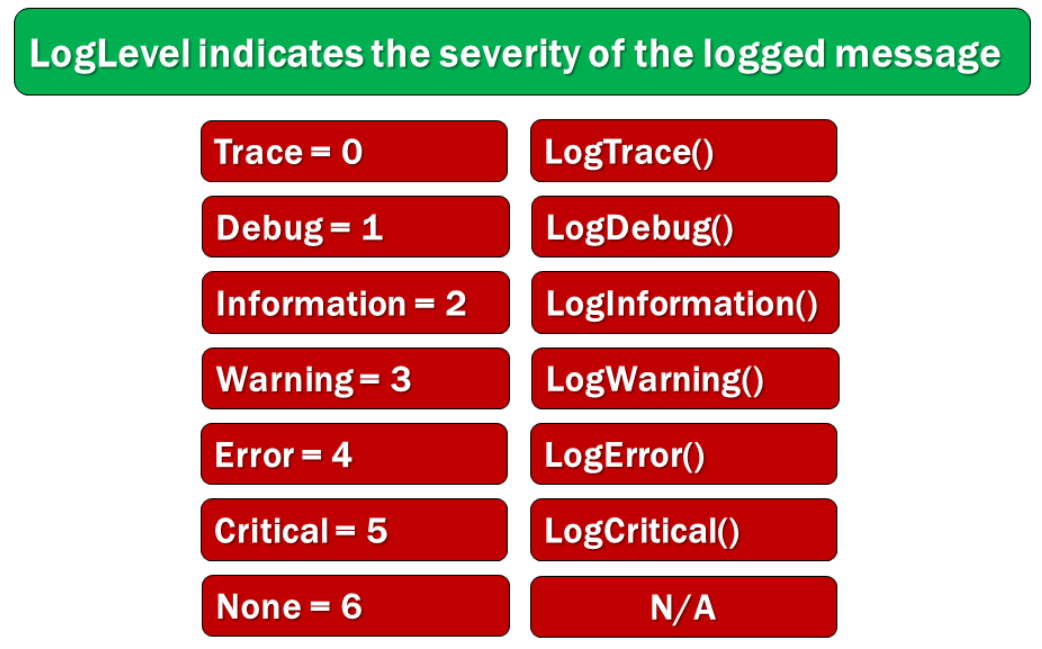 LogLevel indicates the severity of the logged message
Trace = 0 LogTrace()
Debug = 1 LogDebug()
Information = 2 LogInformation()
Warning = 3 LogWarning()
Error = 4 LogError()
Critical = 5 LogCritical()
None = 6 N/A